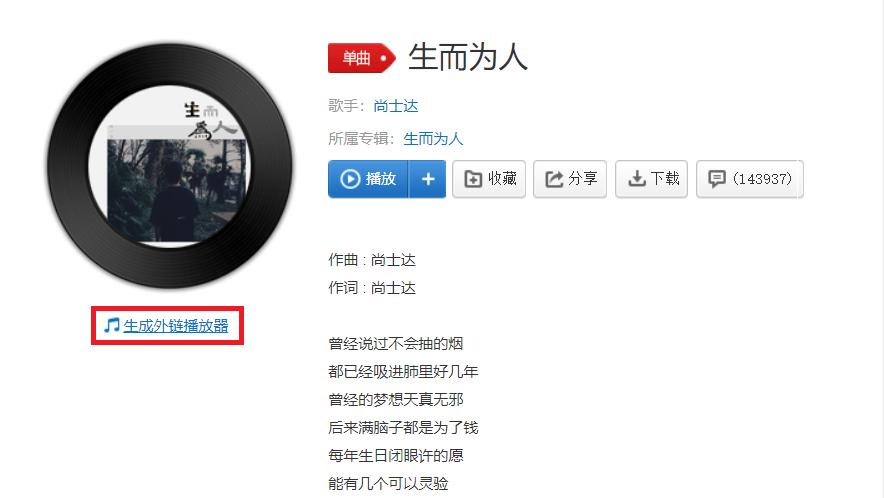 单曲
生而为人
歌手：尚士达
所属专辑：生而为人
播放 + 收藏 分享 下载 (143937)
生而
為人
生成外链播放器
作曲 : 尚士达
作词 : 尚士达
曾经说过不会抽的烟
都已经吸进肺里好几年
曾经的梦想天真无邪
后来满脑子都是为了钱
每年生日闭眼许的愿
能有几个可以灵验